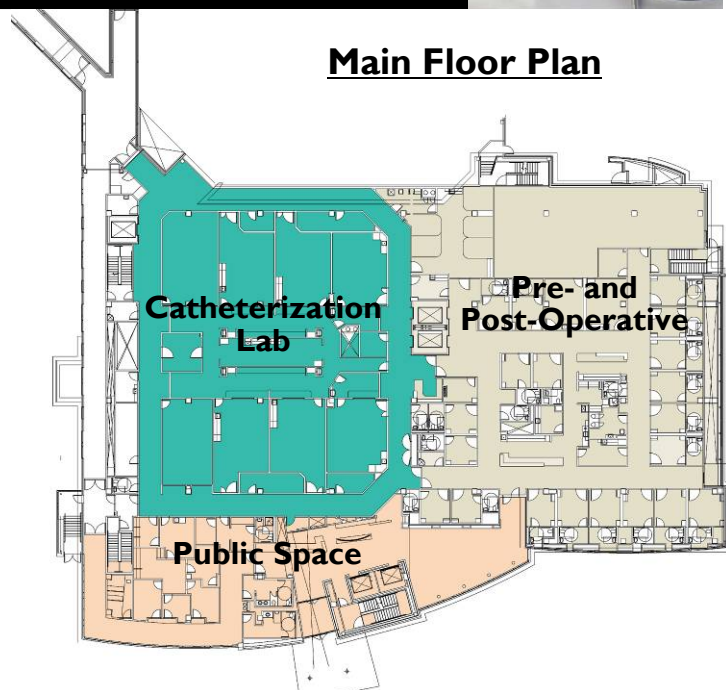 Main Floor Plan
Catheterization
Lab
Pre- and
Post-Operative
Public Space